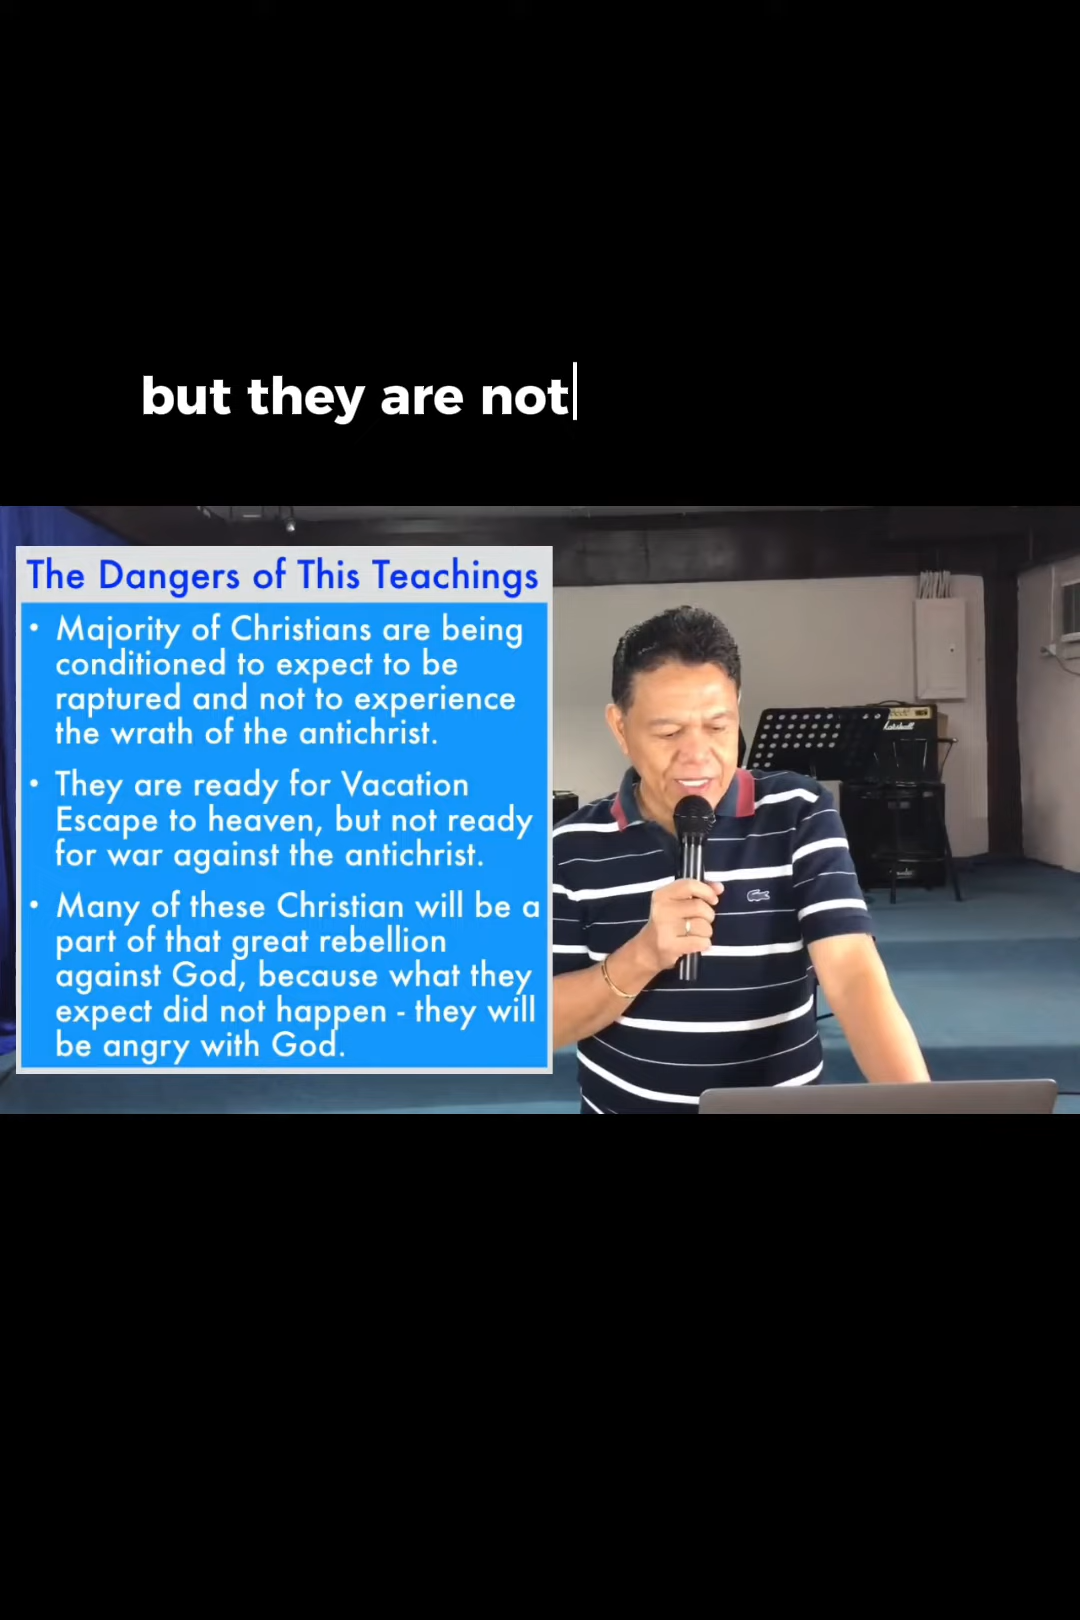 but they are not
The Dangers of This Teachings
• Majority of Christians are being
conditioned to expect to be
raptured and not to experience
the wrath of the antichrist.
• They are ready for Vacation
Escape to heaven, but not ready
for war against the antichrist.
• Many of these Christian will be a
part of that great rebellion
against God, because what they
expect did not happen - they will
be angry with God.
Marshall